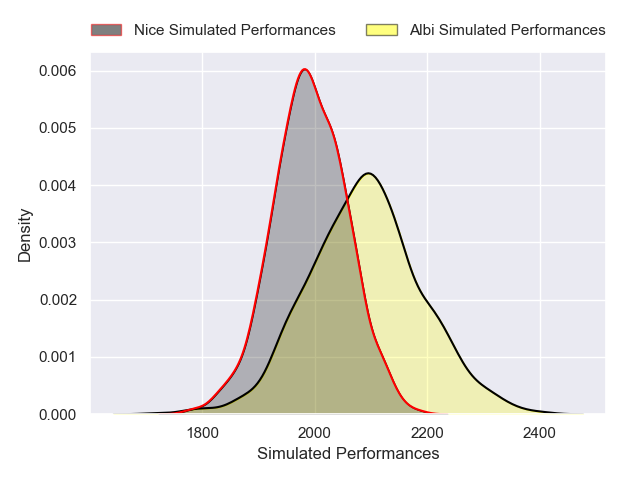 Nice Simulated Performances Albi Simulated Performances
0.006
0.005
0.004
0.003
0.002
0.001
0.000
Density
1800 2000 2200 2400
Simulated Performances